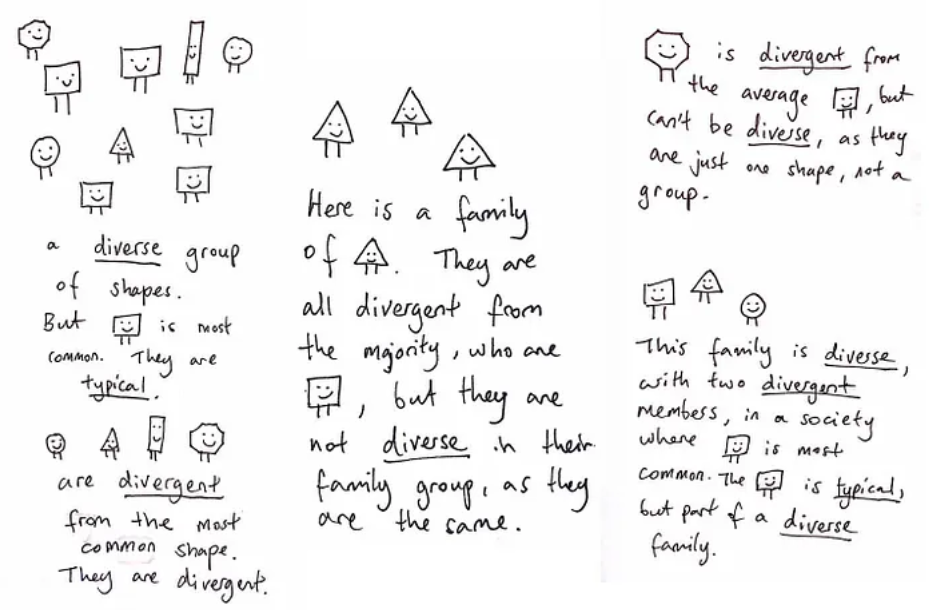 a diverse group
of shapes.
But is most
common. They are
typical.
are divergent
from the most
common shape.
They are divergent.
Here is a family
of . They are
all divergent from
the majority, who are
, but they are
not diverse in their
family group, as they
are the same.
is divergent from
the average , but
can't be diverse, as they
are just one shape, not a
group.
This family is diverse,
with two divergent
members, in a society
where is most
common. The is typical,
but part of a diverse
family.